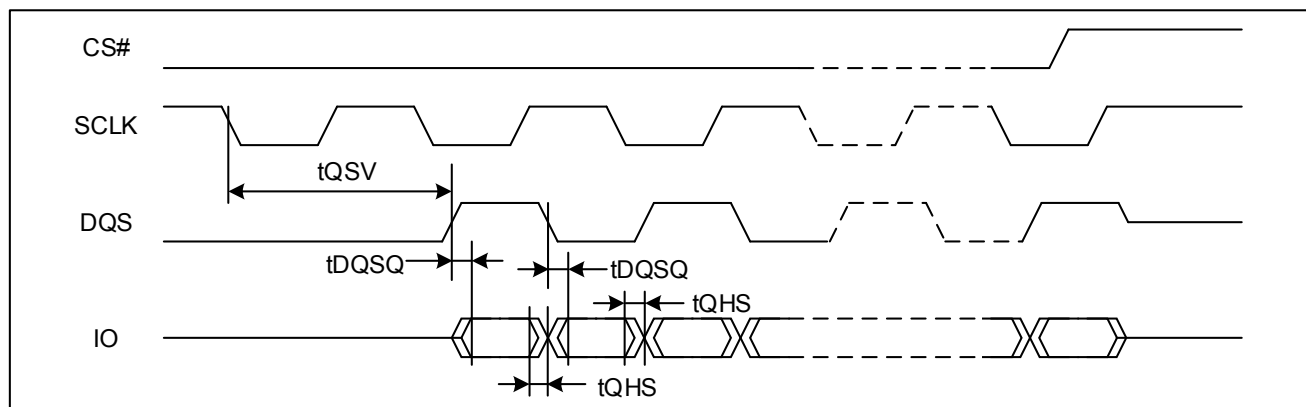 CS#
SCLK
tQSV
DQS
tDQSQ
tDQSQ
tQHS
IO
tQHS